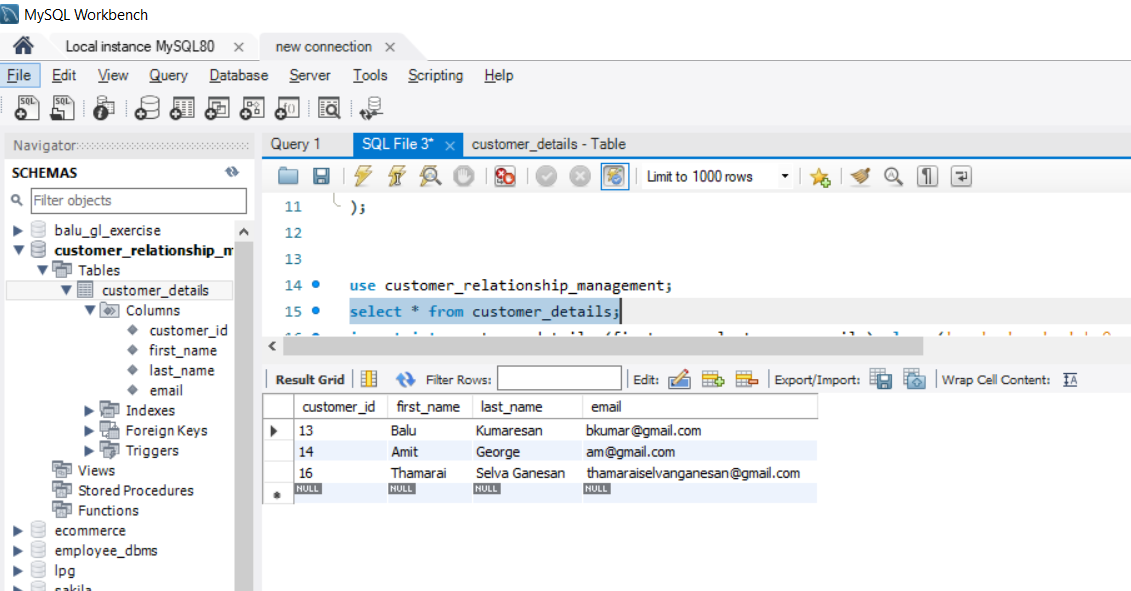 MySQL Workbench
Local instance MySQL80
new connection
File Edit View Query Database Server Tools Scripting Help
SQL SQL
Navigator
SCHEMAS
Filter objects
balu_gl_exercise
customer_relationship_m
Tables
customer_details
Columns
customer_id
first_name
last_name
email
Indexes
Foreign Keys
Triggers
Views
Stored Procedures
Functions
ecommerce
employee_dbms
lpg
sakila
Query 1 SQL File 3* customer_details - Table
Limit to 1000 rows
11 );
12
13
14 use customer_relationship_management;
15 select * from customer_details;
Result Grid Filter Rows: Edit: Export/Import: Wrap Cell Content:
customer_id first_name last_name email
13 Balu Kumaresan bkumar@gmail.com
14 Amit George am@gmail.com
16 Thamarai Selva Ganesan thamaraiselvanganesan@gmail.com
NULL NULL NULL NULL